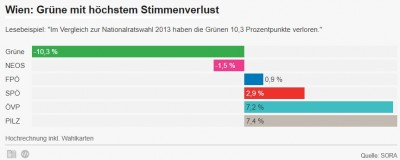 Wien: Grüne mit höchstem Stimmenverlust
Lesebeispiel: "Im Vergleich zur Nationalratswahl 2013 haben die Grünen 10,3 Prozentpunkte verloren."
Grüne -10,3 %
NEOS -1,5 %
FPÖ 0,9 %
SPÖ 2,9 %
ÖVP 7,2 %
PILZ 7,4 %
Hochrechnung inkl. Wahlkarten
Quelle: SORA